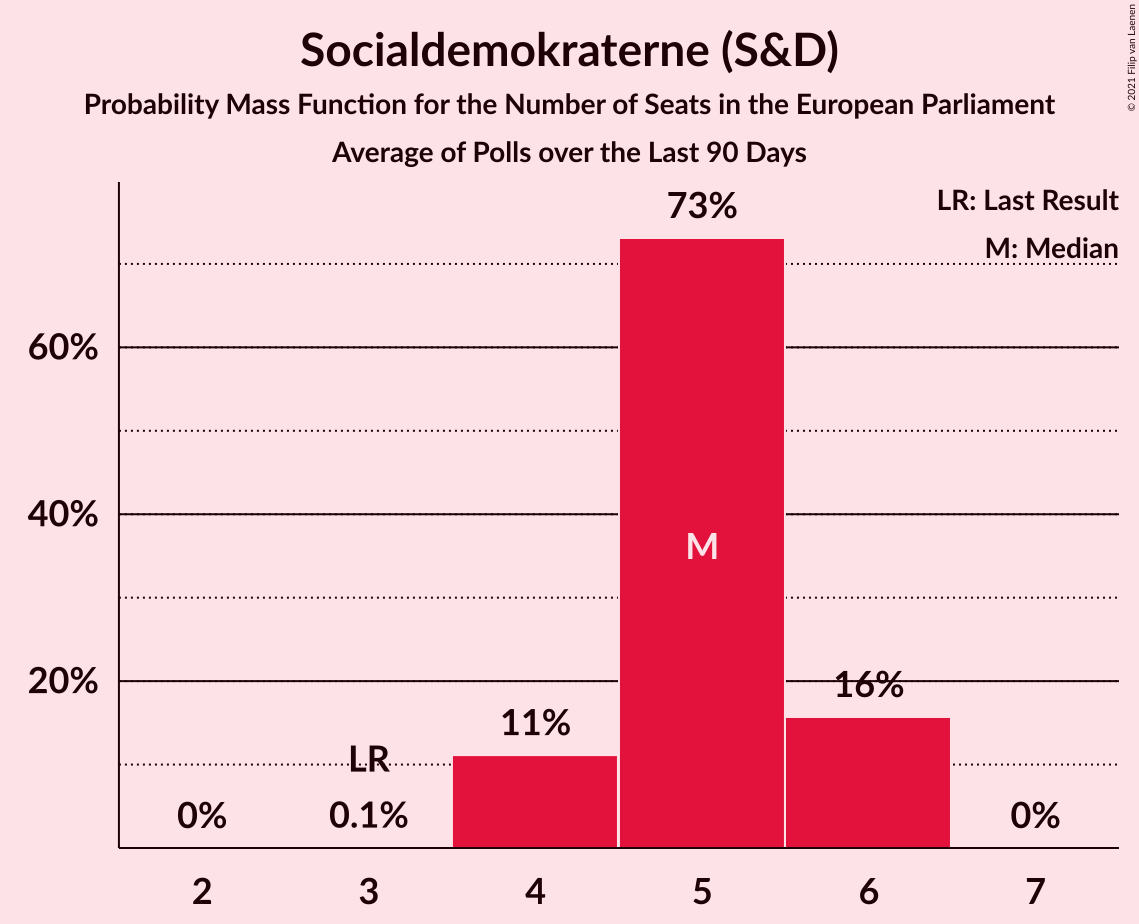 Socialdemokraterne (S&D)
Probability Mass Function for the Number of Seats in the European Parliament
Average of Polls over the Last 90 Days
© 2021 Filip van Laenen
LR: Last Result
M: Median
73%
60%
40%
M
20%
16%
11%
LR
0%
0.1%
0%
2 3 4 5 6 7